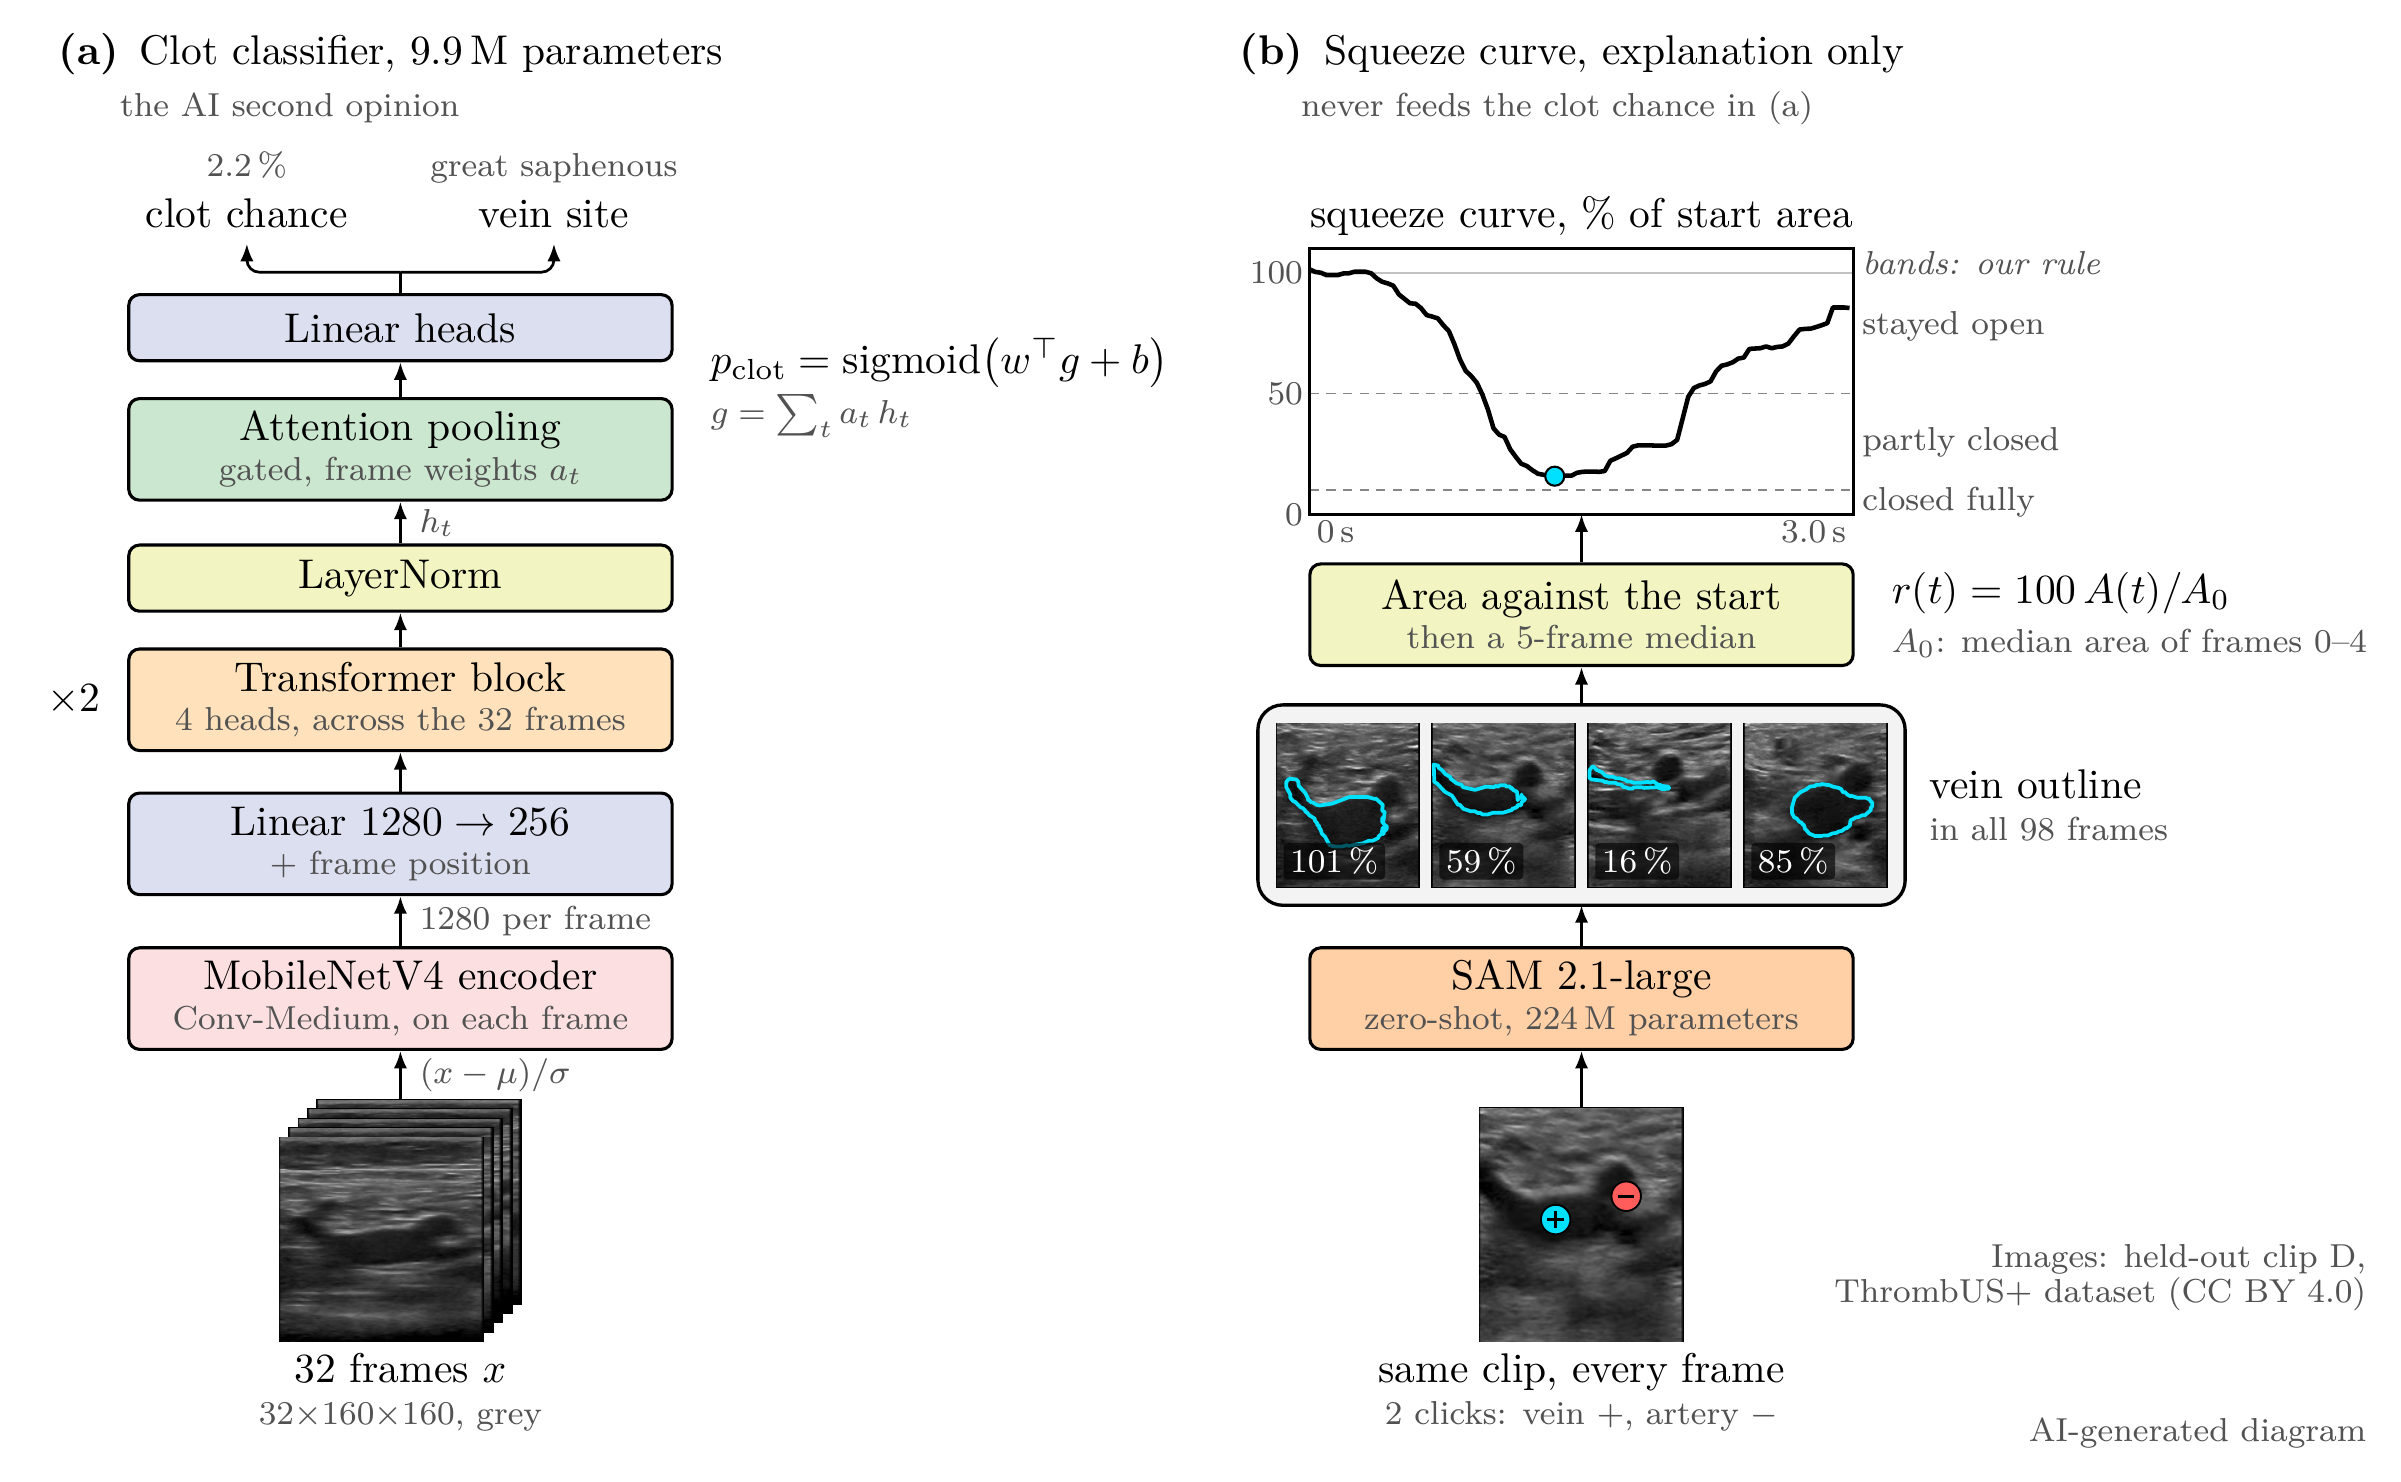 (a) Clot classifier, 9.9 M parameters
the AI second opinion
2.2 %
great saphenous
clot chance
vein site
Linear heads
p_clot = sigmoid(w⊤g + b)
g = ∑_t a_t h_t
Attention pooling
gated, frame weights a_t
h_t
LayerNorm
Transformer block
4 heads, across the 32 frames
×2
Linear 1280 → 256
+ frame position
1280 per frame
MobileNetV4 encoder
Conv-Medium, on each frame
(x − μ)/σ
32 frames x
32×160×160, grey
(b) Squeeze curve, explanation only
never feeds the clot chance in (a)
squeeze curve, % of start area
100
50
0
bands: our rule
stayed open
partly closed
closed fully
0 s
3.0 s
Area against the start
then a 5-frame median
r(t) = 100 A(t)/A_0
A_0: median area of frames 0–4
101 %
59 %
16 %
85 %
vein outline
in all 98 frames
SAM 2.1-large
zero-shot, 224 M parameters
+
−
same clip, every frame
2 clicks: vein +, artery −
Images: held-out clip D,
ThrombUS+ dataset (CC BY 4.0)
AI-generated diagram